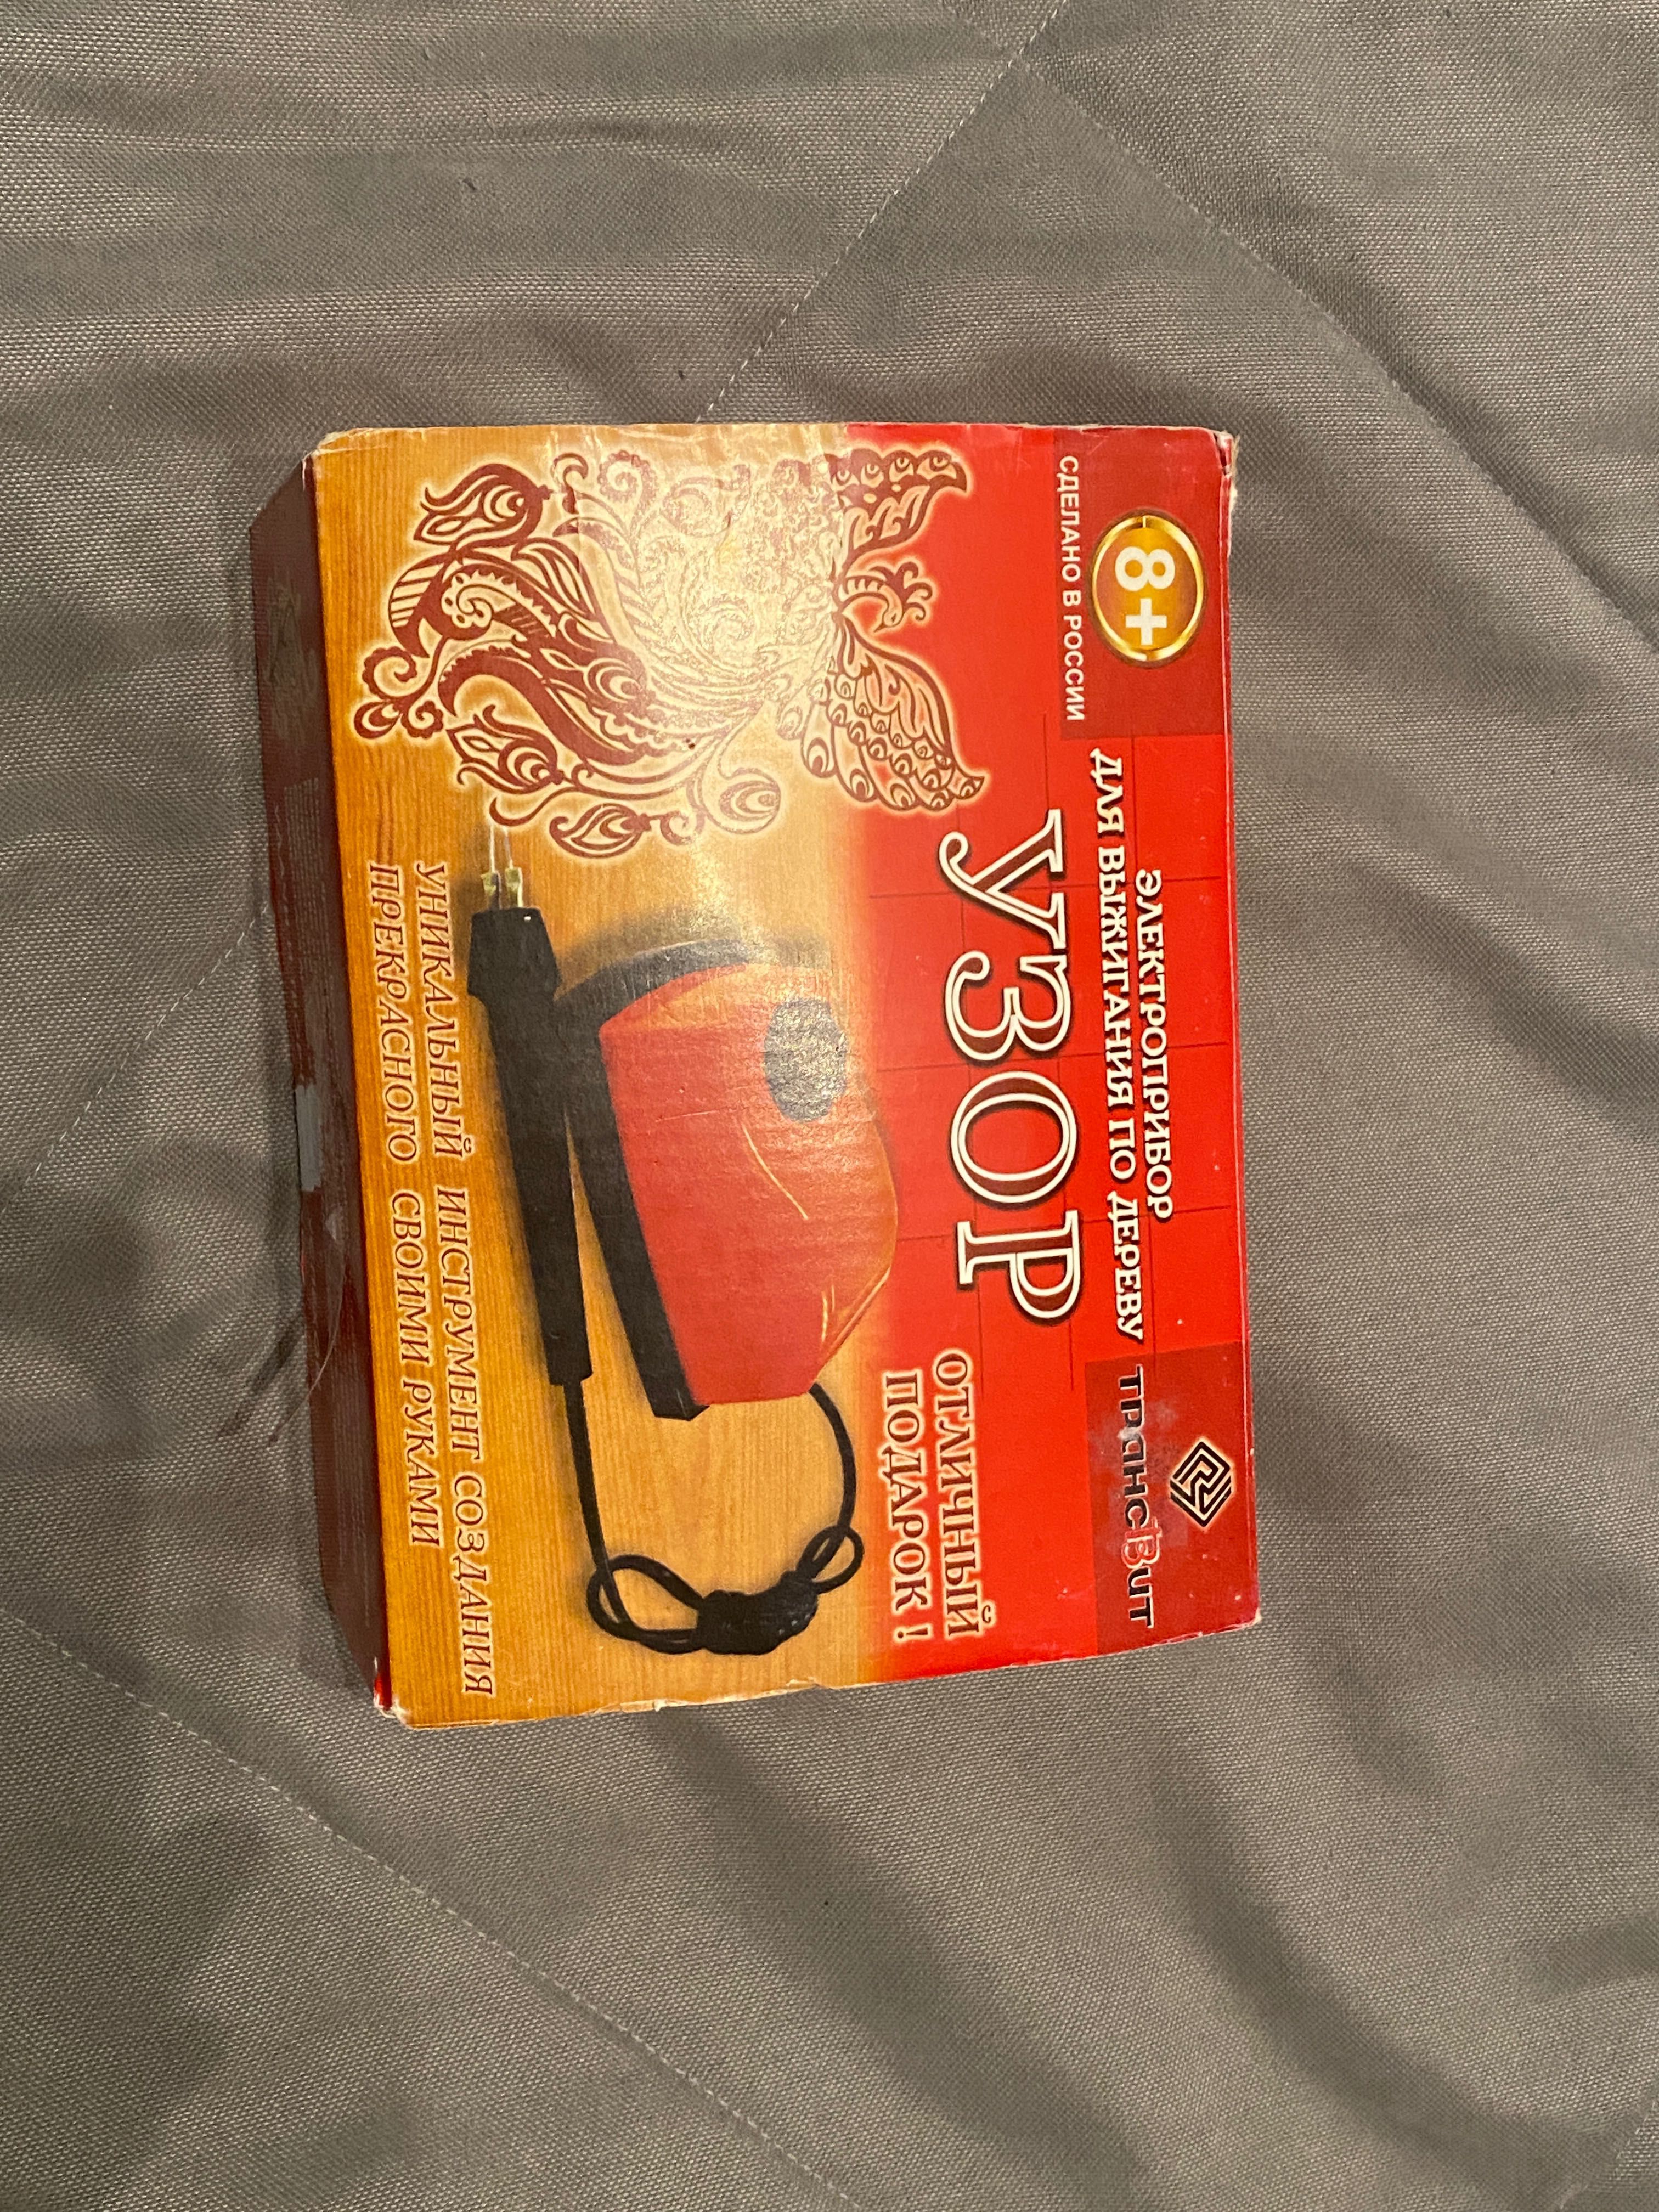 8+
СДЕЛАНО В РОССИИ
ЭЛЕКТРОПРИБОР
ДЛЯ ВЫЖИГАНИЯ ПО ДЕРЕВУ
УЗОР
трансВит
ОТЛИЧНЫЙ
ПОДАРОК !
УНИКАЛЬНЫЙ ИНСТРУМЕНТ СОЗДАНИЯ
ПРЕКРАСНОГО СВОИМИ РУКАМИ